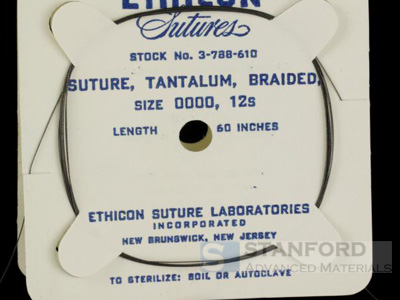 ETHICON
Sutures
STOCK No. 3-788-610
SUTURE, TANTALUM, BRAIDED,
SIZE 0000, 12s
LENGTH 60 INCHES
ETHICON SUTURE LABORATORIES
INCORPORATED
NEW BRUNSWICK, NEW JERSEY
STANFORD
Advanced Materials
TO STERILIZE: BOIL OR AUTOCLAVE